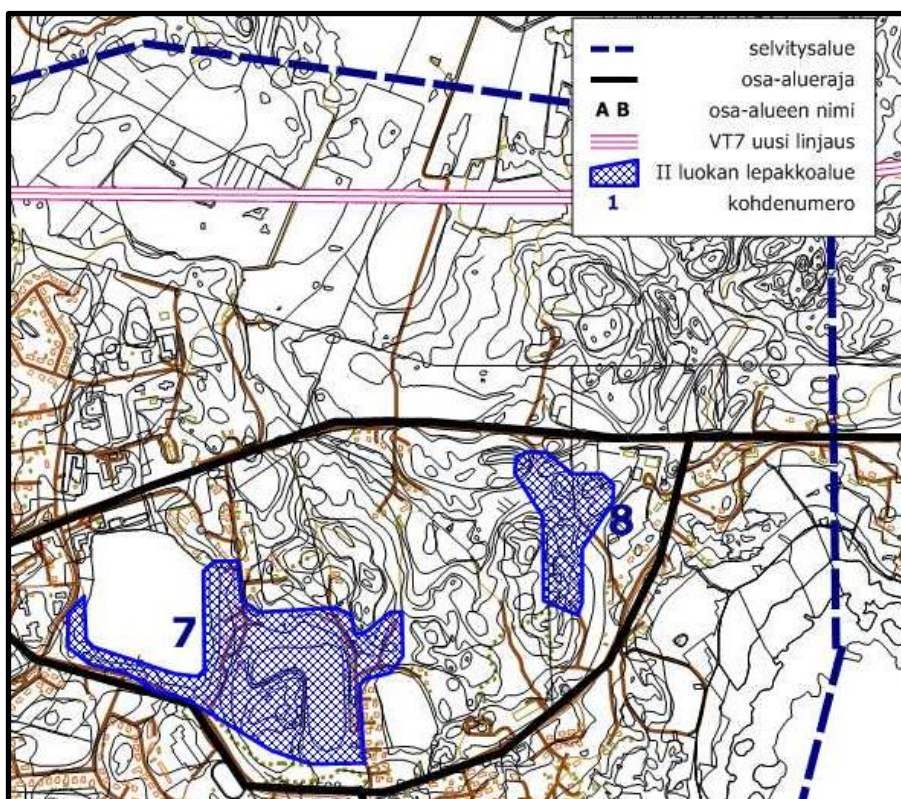 selvitysalue
osa-alueraja
A B osa-alueen nimi
VT7 uusi linjaus
II luokan lepakkoalue
1 kohdenumero
8
7